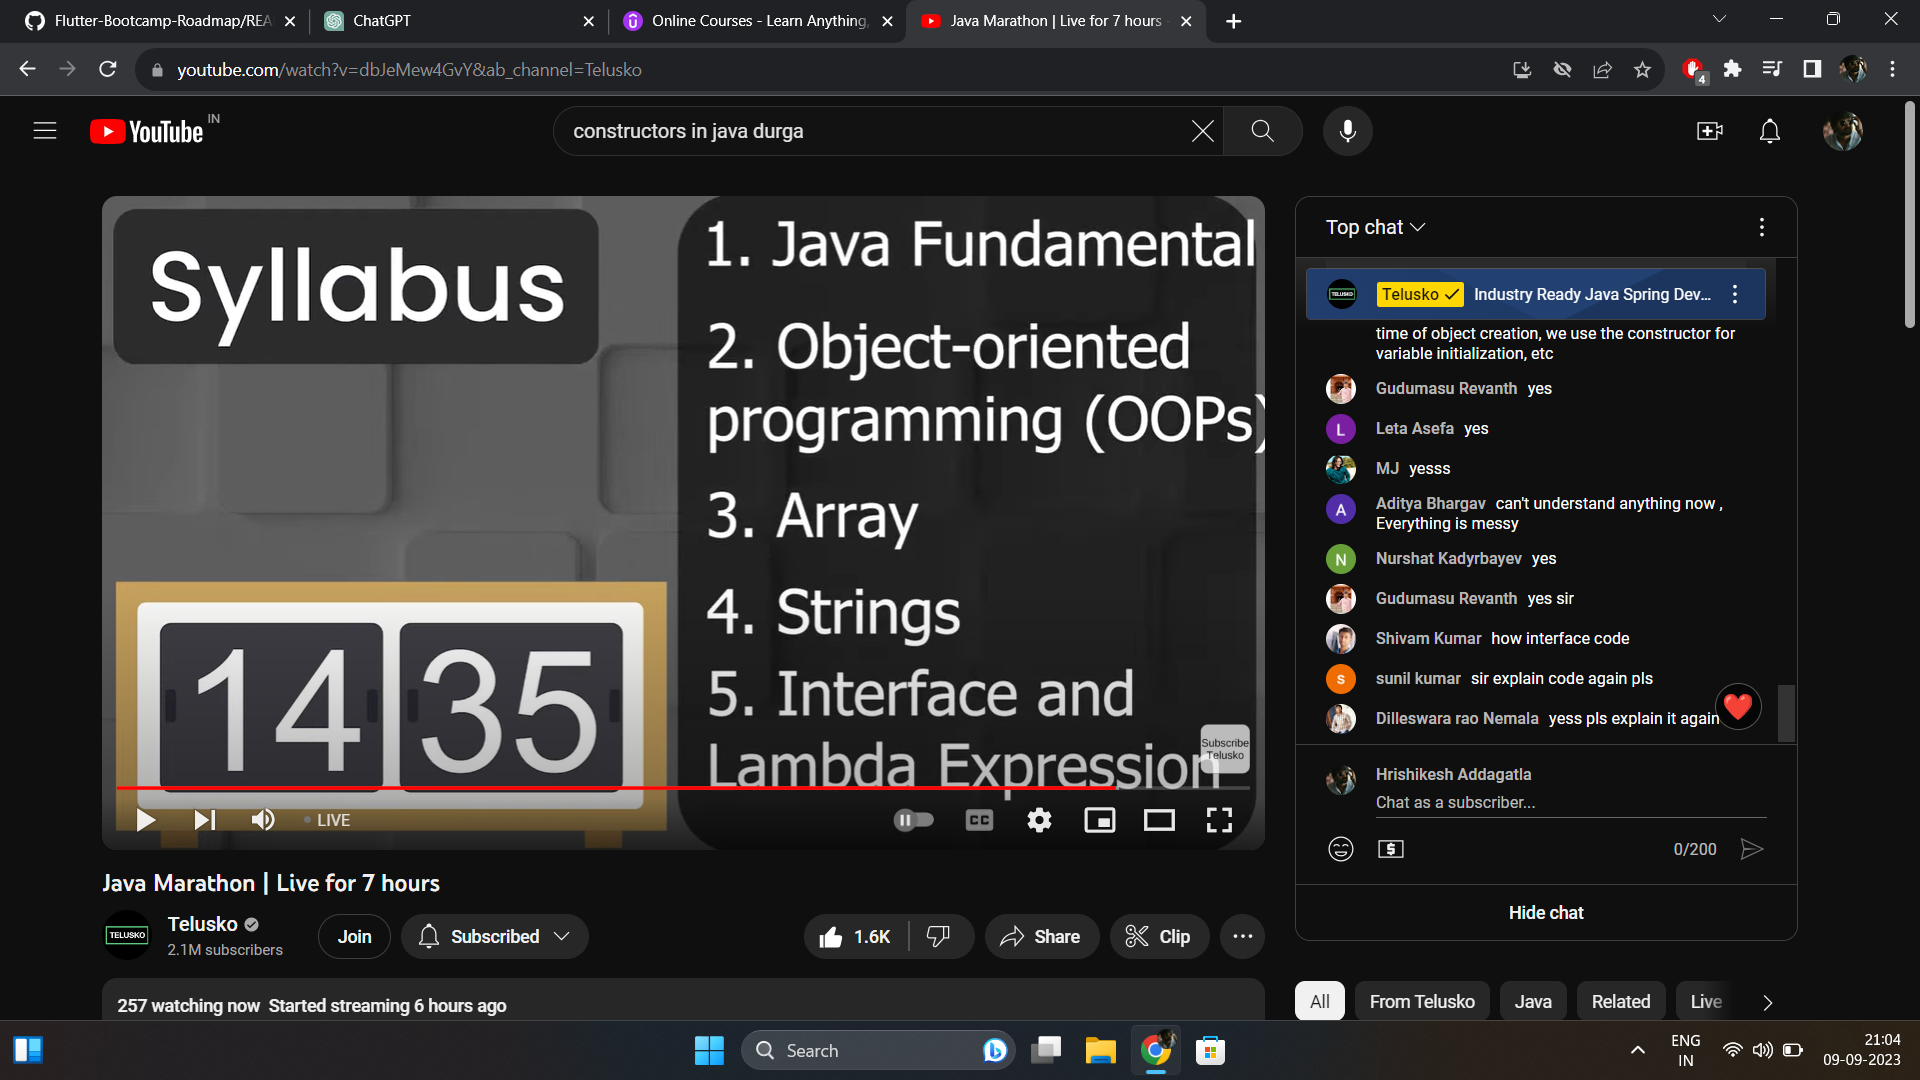 Flutter-Bootcamp-Roadmap/REA
ChatGPT
Online Courses - Learn Anything,
Java Marathon | Live for 7 hours -
youtube.com/watch?v=dbJeMew4GvY&ab_channel=Telusko
4
YouTube IN
constructors in java durga
Syllabus
1. Java Fundamental
2. Object-oriented
programming (OOPs)
3. Array
4. Strings
5. Interface and
Lambda Expression
14 35
Subscribe
Telusko
LIVE
CC
Top chat
TELUSKO
Telusko Industry Ready Java Spring Dev...
time of object creation, we use the constructor for
variable initialization, etc
Gudumasu Revanth yes
L Leta Asefa yes
MJ yesss
A Aditya Bhargav can't understand anything now ,
Everything is messy
N Nurshat Kadyrbayev yes
Gudumasu Revanth yes sir
Shivam Kumar how interface code
s sunil kumar sir explain code again pls
Dilleswara rao Nemala yess pls explain it again
Hrishikesh Addagatla
Chat as a subscriber...
0/200
Hide chat
Java Marathon | Live for 7 hours
TELUSKO
Telusko
2.1M subscribers
Join
Subscribed
1.6K
Share
Clip
257 watching now Started streaming 6 hours ago
All
From Telusko
Java
Related
Live
Search
ENG
IN
21:04
09-09-2023